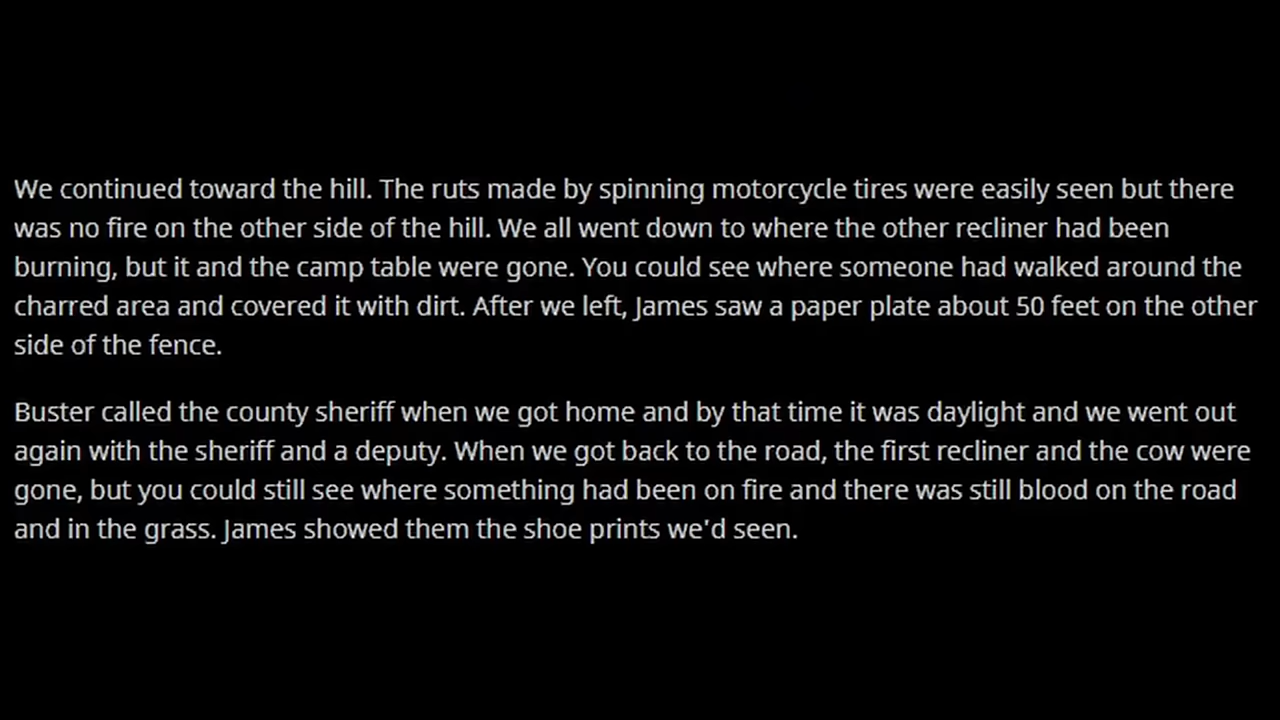 We continued toward the hill. The ruts made by spinning motorcycle tires were easily seen but there
was no fire on the other side of the hill. We all went down to where the other recliner had been
burning, but it and the camp table were gone. You could see where someone had walked around the
charred area and covered it with dirt. After we left, James saw a paper plate about 50 feet on the other
side of the fence.
Buster called the county sheriff when we got home and by that time it was daylight and we went out
again with the sheriff and a deputy. When we got back to the road, the first recliner and the cow were
gone, but you could still see where something had been on fire and there was still blood on the road
and in the grass. James showed them the shoe prints we'd seen.